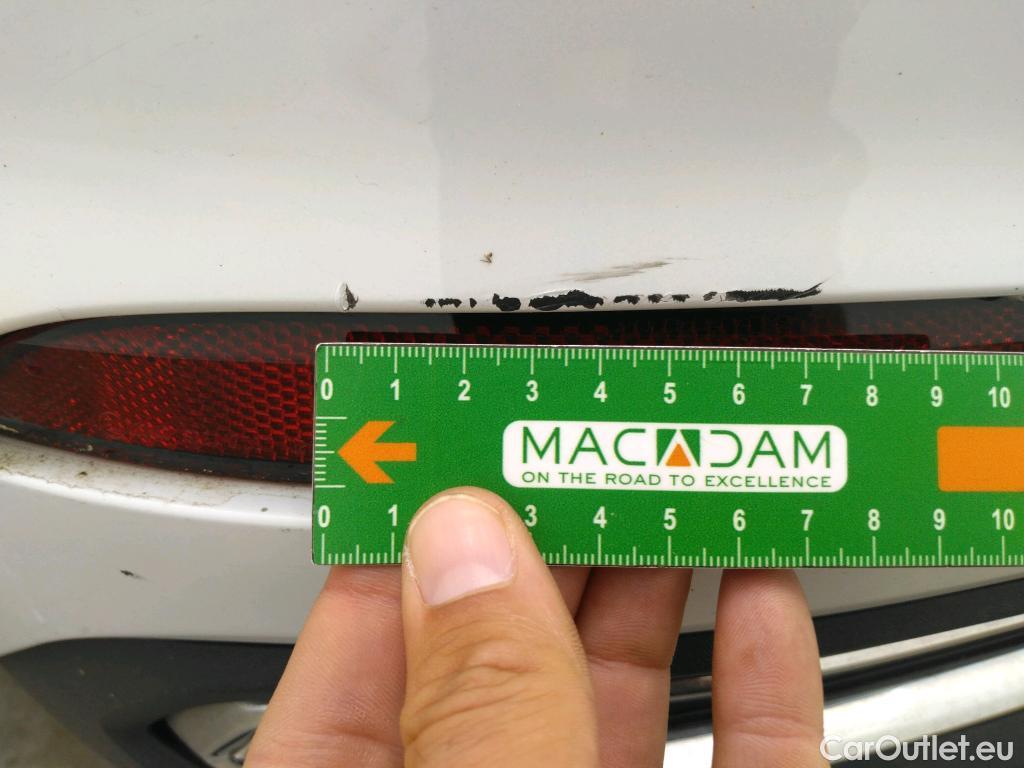 0 1 2 3 4 5 6 7 8 9 10
MACADAM
ON THE ROAD TO EXCELLENCE
0 1 3 4 5 6 7 8 9 10
CarOutlet.eu